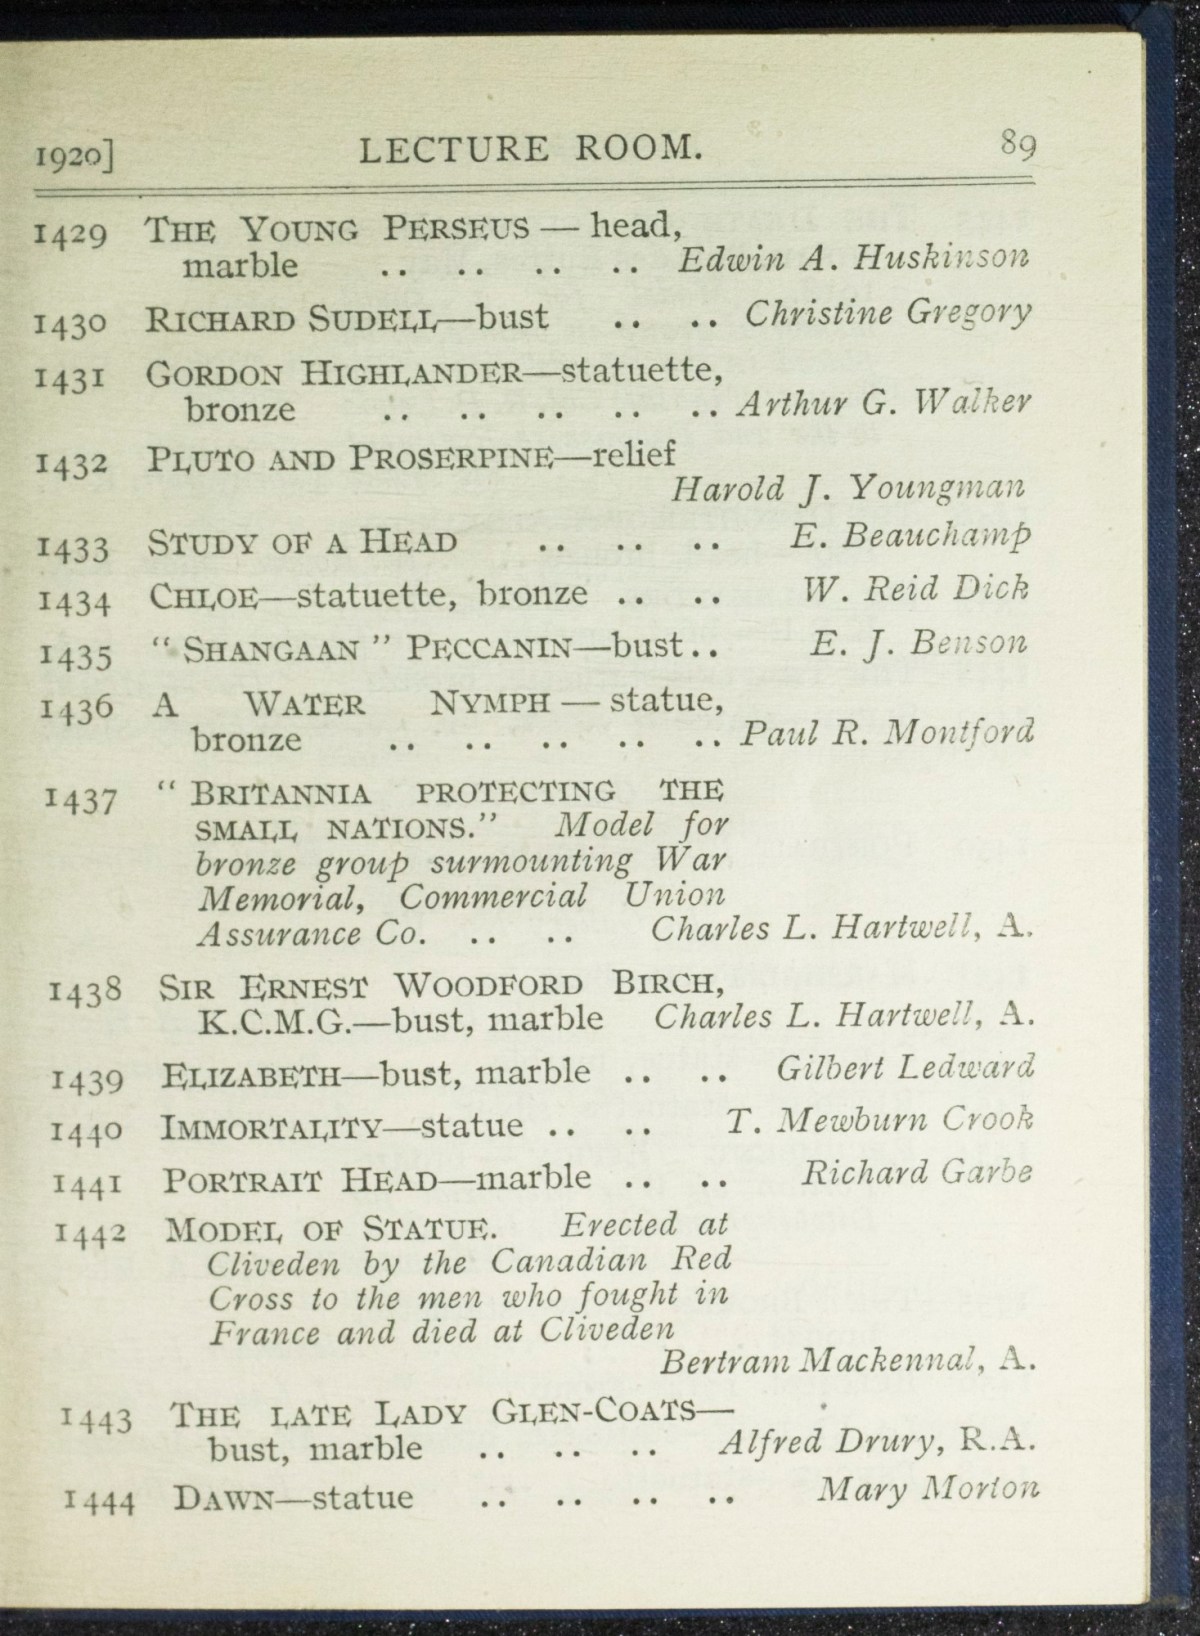 1920] LECTURE ROOM. 89
1429 THE YOUNG PERSEUS — head,
marble .. .. .. .. Edwin A. Huskinson
1430 RICHARD SUDELL—bust .. .. Christine Gregory
1431 GORDON HIGHLANDER—statuette,
bronze .. .. .. .. .. Arthur G. Walker
1432 PLUTO AND PROSERPINE—relief
Harold J. Youngman
1433 STUDY OF A HEAD .. .. .. E. Beauchamp
1434 CHLOE—statuette, bronze .. .. W. Reid Dick
1435 “ SHANGAAN ” PECCANIN—bust .. E. J. Benson
1436 A WATER NYMPH — statue,
bronze .. .. .. .. .. Paul R. Montford
1437 “ BRITANNIA PROTECTING THE
SMALL NATIONS.” Model for
bronze group surmounting War
Memorial, Commercial Union
Assurance Co. .. .. Charles L. Hartwell, A.
1438 SIR ERNEST WOODFORD BIRCH,
K.C.M.G.—bust, marble Charles L. Hartwell, A.
1439 ELIZABETH—bust, marble .. .. Gilbert Ledward
1440 IMMORTALITY—statue .. .. T. Mewburn Crook
1441 PORTRAIT HEAD—marble .. .. Richard Garbe
1442 MODEL OF STATUE. Erected at
Cliveden by the Canadian Red
Cross to the men who fought in
France and died at Cliveden
Bertram Mackennal, A.
1443 THE LATE LADY GLEN-COATS—
bust, marble .. .. .. Alfred Drury, R.A.
1444 DAWN—statue .. .. .. .. Mary Morton